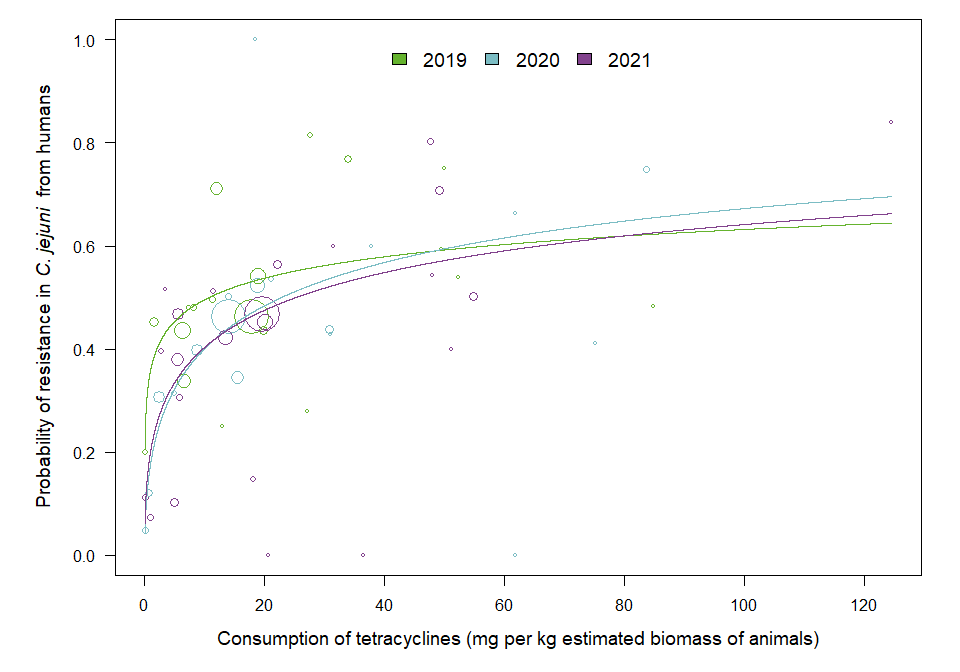 2019 2020 2021
1.0
0.8
0.6
0.4
0.2
0.0
Probability of resistance in C. jejuni from humans
0 20 40 60 80 100 120
Consumption of tetracyclines (mg per kg estimated biomass of animals)